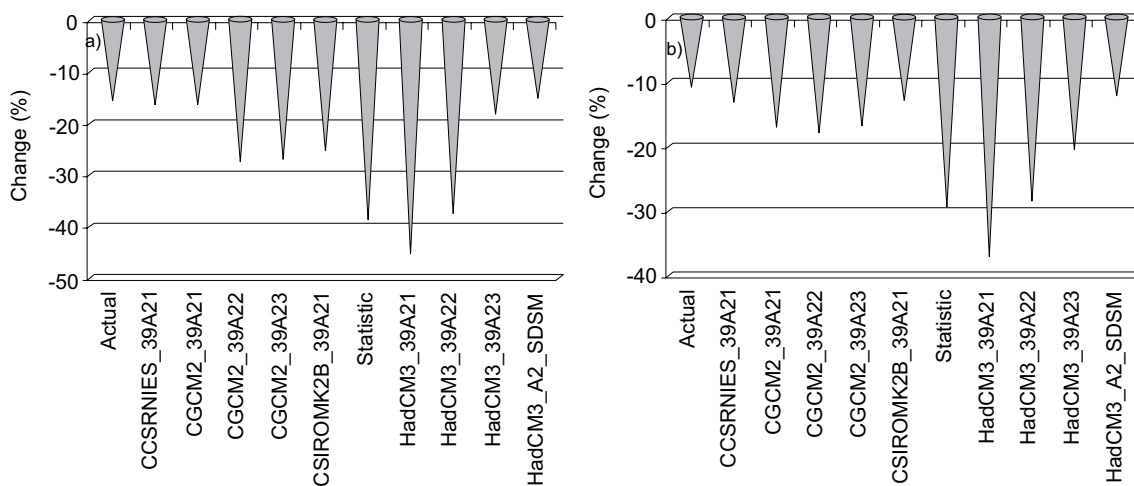 a)
Change (%)
0
-10
-20
-30
-40
-50
Actual
CCSRNIES_39A21
CGCM2_39A21
CGCM2_39A22
CGCM2_39A23
CSIROMK2B_39A21
Statistic
HadCM3_39A21
HadCM3_39A22
HadCM3_39A23
HadCM3_A2_SDSM
b)
Change (%)
0
-10
-20
-30
-40
Actual
CCSRNIES_39A21
CGCM2_39A21
CGCM2_39A22
CGCM2_39A23
CSIROMK2B_39A21
Statistic
HadCM3_39A21
HadCM3_39A22
HadCM3_39A23
HadCM3_A2_SDSM